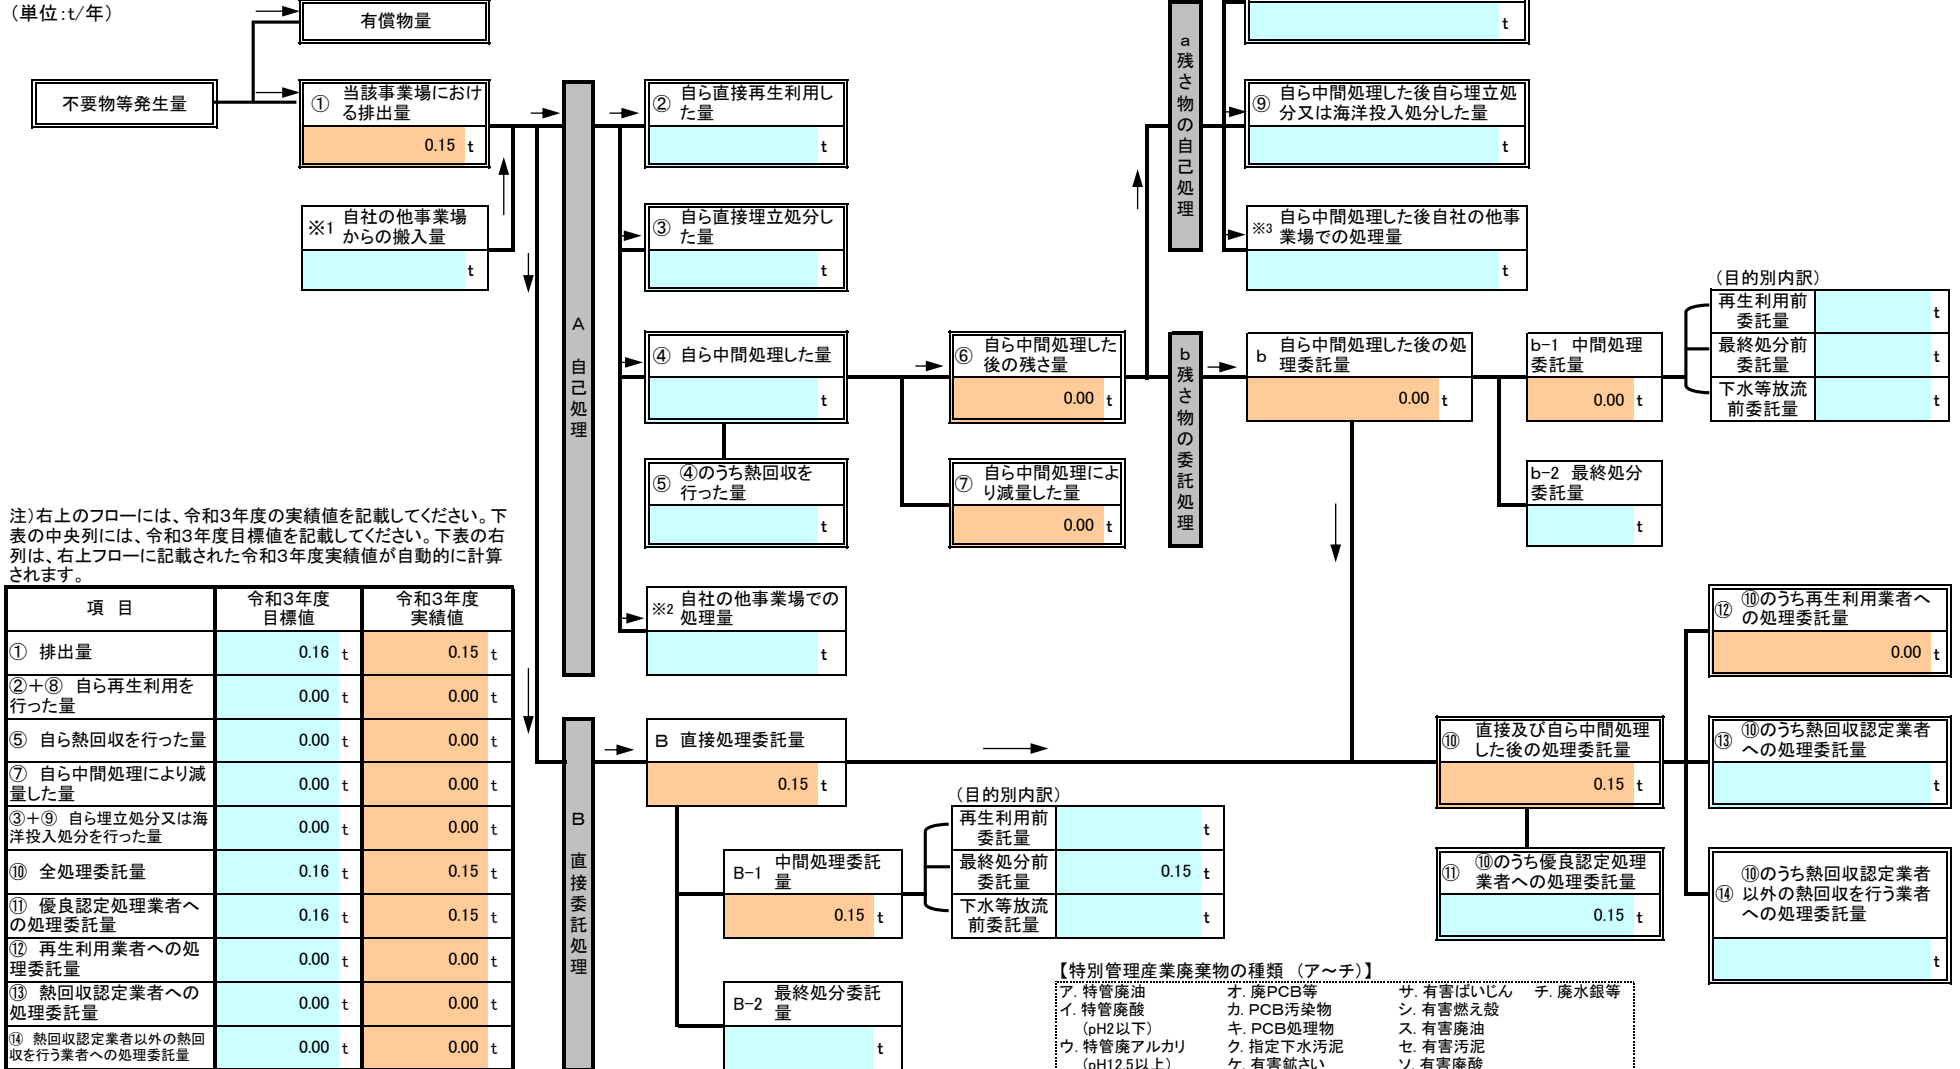 （単位：t/年）
有償物量
t
不要物等発生量
① 当該事業場におけ
る排出量
0.15 t
※1 自社の他事業場
からの搬入量
t
A 自己処理
② 自ら直接再生利用し
た量
t
③ 自ら直接埋立処分し
た量
t
④ 自ら中間処理した量
t
⑤ ④のうち熱回収を
行った量
t
※2 自社の他事業場での
処理量
t
⑥ 自ら中間処理した
後の残さ量
0.00 t
⑦ 自ら中間処理によ
り減量した量
0.00 t
a 残さ物の自己処理
⑨ 自ら中間処理した後自ら埋立処
分又は海洋投入処分した量
t
※3 自ら中間処理した後自社の他事
業場での処理量
t
b 残さ物の委託処理
b 自ら中間処理した後の処
理委託量
0.00 t
b-1 中間処理
委託量
0.00 t
（目的別内訳）
再生利用前
委託量
t
最終処分前
委託量
t
下水等放流
前委託量
t
b-2 最終処分
委託量
t
注）右上のフローには、令和３年度の実績値を記載してください。下
表の中央列には、令和３年度目標値を記載してください。下表の右
列は、右上フローに記載された令和３年度実績値が自動的に計算
されます。
項 目
令和３年度
目標値
令和３年度
実績値
① 排出量 0.16 t 0.15 t
②＋⑧ 自ら再生利用を
行った量 0.00 t 0.00 t
⑤ 自ら熱回収を行った量 0.00 t 0.00 t
⑦ 自ら中間処理により減
量した量 0.00 t 0.00 t
③＋⑨ 自ら埋立処分又は海
洋投入処分を行った量 0.00 t 0.00 t
⑩ 全処理委託量 0.16 t 0.15 t
⑪ 優良認定処理業者へ
の処理委託量 0.16 t 0.15 t
⑫ 再生利用業者への処
理委託量 0.00 t 0.00 t
⑬ 熱回収認定業者への
処理委託量 0.00 t 0.00 t
⑭ 熱回収認定業者以外の熱回
収を行う業者への処理委託量 0.00 t 0.00 t
B 直接委託処理
B 直接処理委託量
0.15 t
B-1 中間処理委託
量
0.15 t
（目的別内訳）
再生利用前
委託量
t
最終処分前
委託量
0.15 t
下水等放流
前委託量
t
B-2 最終処分委託
量
t
⑩ 直接及び自ら中間処理
した後の処理委託量
0.15 t
⑪ ⑩のうち優良認定処理
業者への処理委託量
0.15 t
⑫ ⑩のうち再生利用業者へ
の処理委託量
0.00 t
⑬ ⑩のうち熱回収認定業者
への処理委託量
t
⑭ ⑩のうち熱回収認定業者
以外の熱回収を行う業者
への処理委託量
t
【特別管理産業廃棄物の種類 （ア～チ）】
ア．特管廃油 オ．廃PCB等 サ．有害ばいじん チ．廃水銀等
イ．特管廃酸 カ．PCB汚染物 シ．有害燃え殻
（pH2以下） キ．PCB処理物 ス．有害廃油
ウ．特管廃アルカリ ク．指定下水汚泥 セ．有害汚泥
（pH12.5以上） ケ．有害鉱さい ソ．有害廃酸